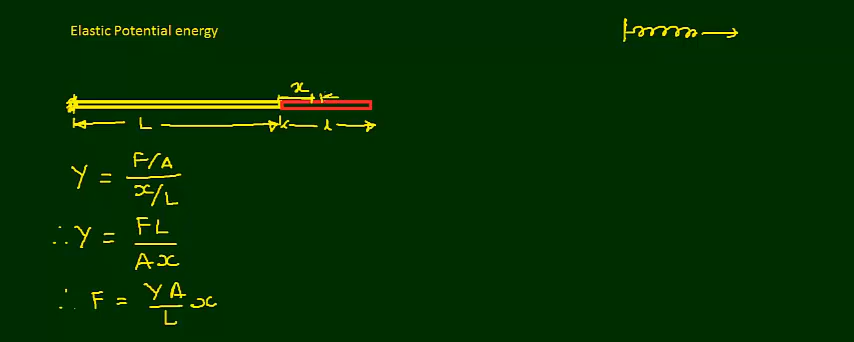 Elastic Potential energy
x
L l
Y = F/A / x/L
∴ Y = FL / Ax
∴ F = YA/L x